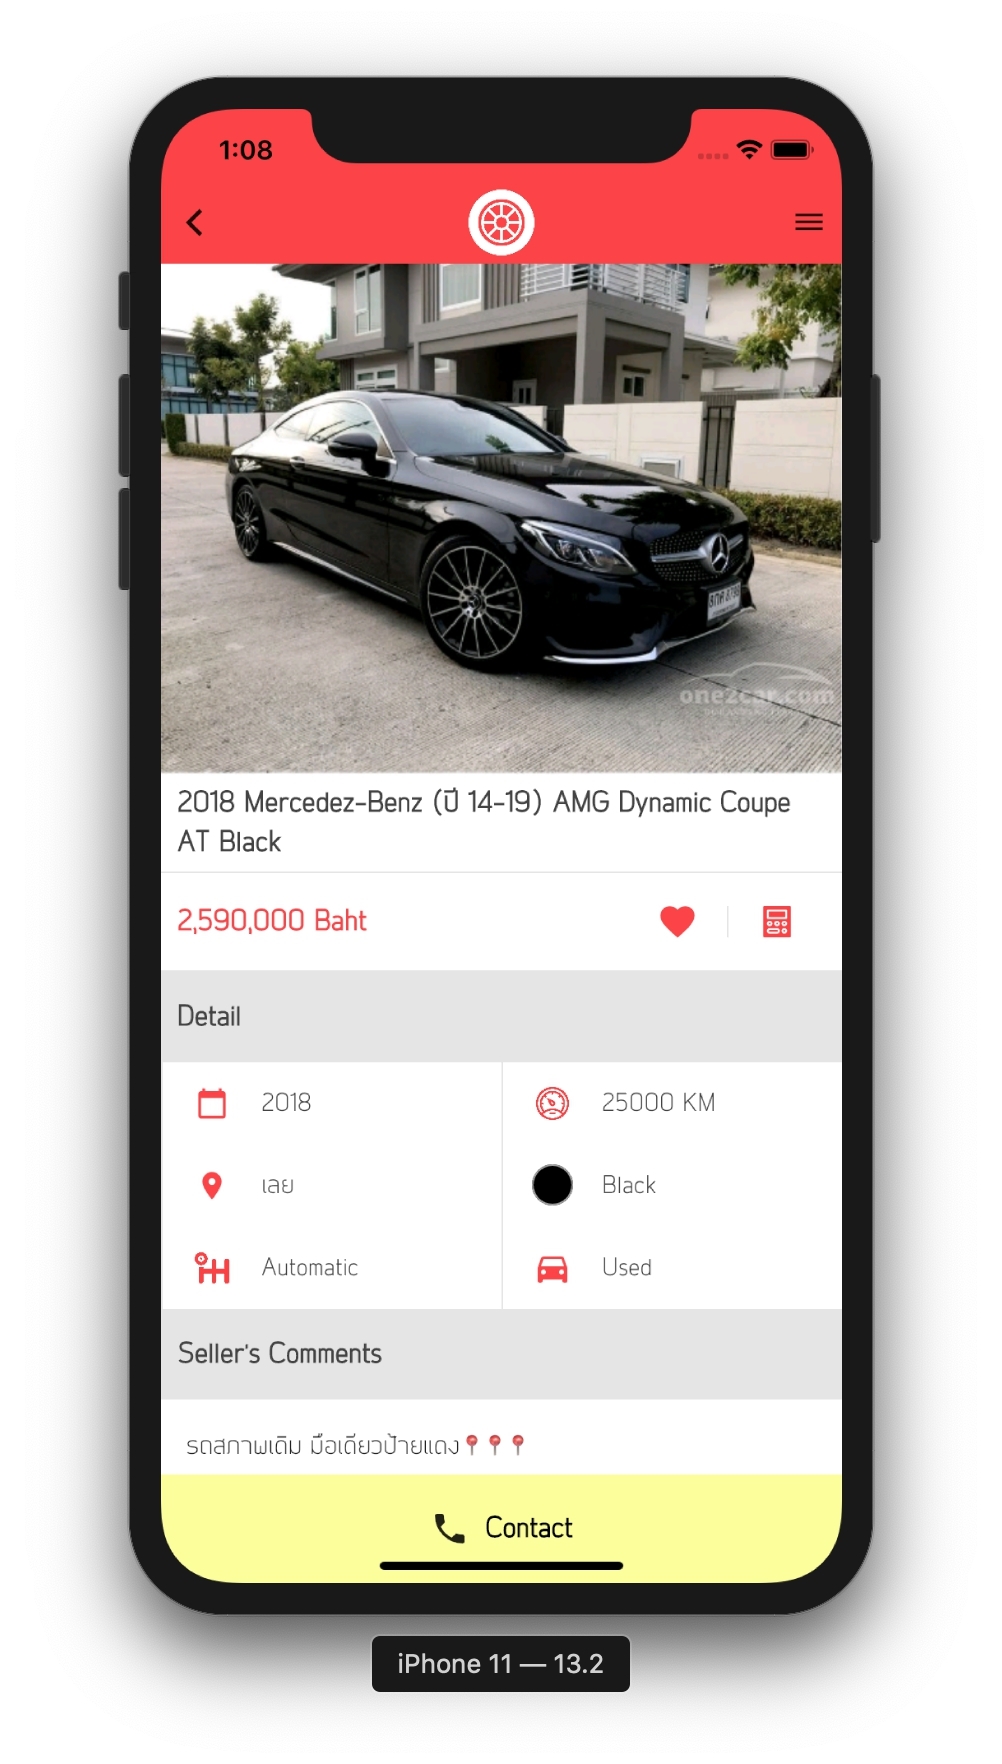 1:08
one2car.com
2018 Mercedez-Benz (ปี 14-19) AMG Dynamic Coupe
AT Black
2,590,000 Baht
Detail
2018
25000 KM
เลย
Black
Automatic
Used
Seller's Comments
รถสภาพเดิม มือเดียวป้ายแดง📍📍📍
Contact
iPhone 11 — 13.2